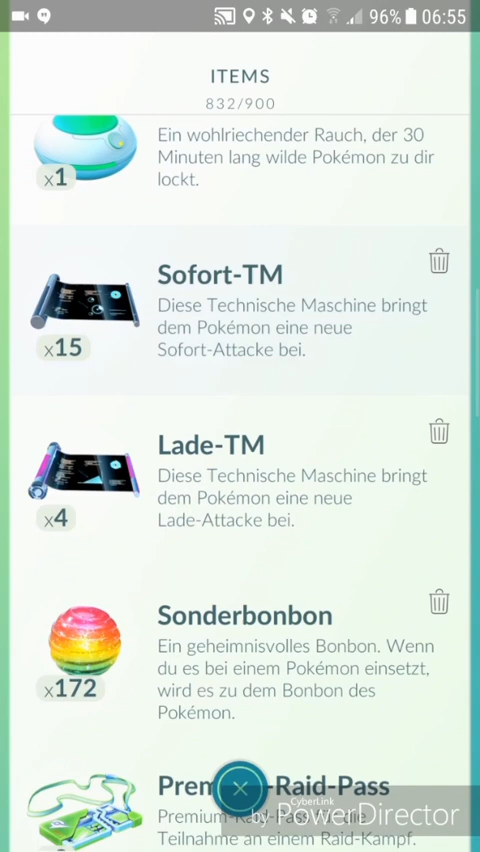 96% 06:55
ITEMS
832/900
Ein wohlriechender Rauch, der 30
Minuten lang wilde Pokémon zu dir
lockt.
x1
Sofort-TM
Diese Technische Maschine bringt
dem Pokémon eine neue
Sofort-Attacke bei.
x15
Lade-TM
Diese Technische Maschine bringt
dem Pokémon eine neue
Lade-Attacke bei.
x4
Sonderbonbon
Ein geheimnisvolles Bonbon. Wenn
du es bei einem Pokémon einsetzt,
wird es zu dem Bonbon des
Pokémon.
x172
Raid-Pass
Premium-Raid-Pass
Teilnahme an einem Raid-Kampf.
CyberLink
by PowerDirector